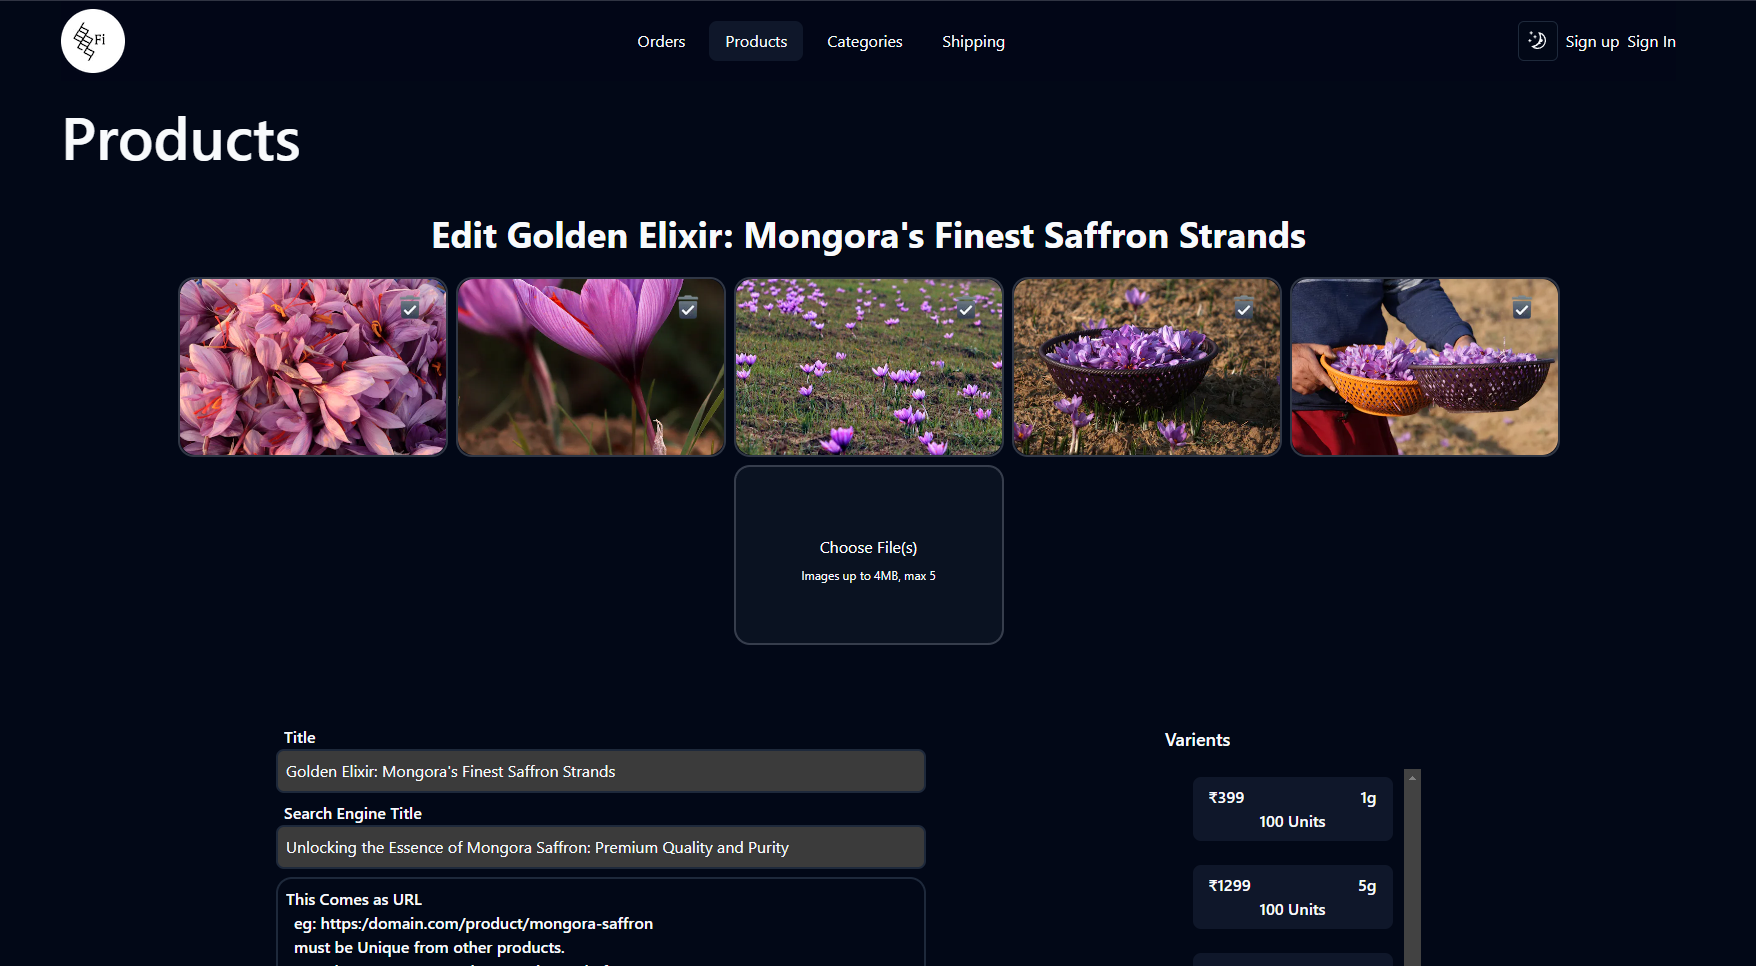 Fi
Orders
Products
Categories
Shipping
Sign up
Sign In
Products
Edit Golden Elixir: Mongora's Finest Saffron Strands
Choose File(s)
Images up to 4MB, max 5
Title
Golden Elixir: Mongora's Finest Saffron Strands
Search Engine Title
Unlocking the Essence of Mongora Saffron: Premium Quality and Purity
This Comes as URL
eg: https:/domain.com/product/mongora-saffron
must be Unique from other products.
Varients
₹399 1g
100 Units
₹1299 5g
100 Units